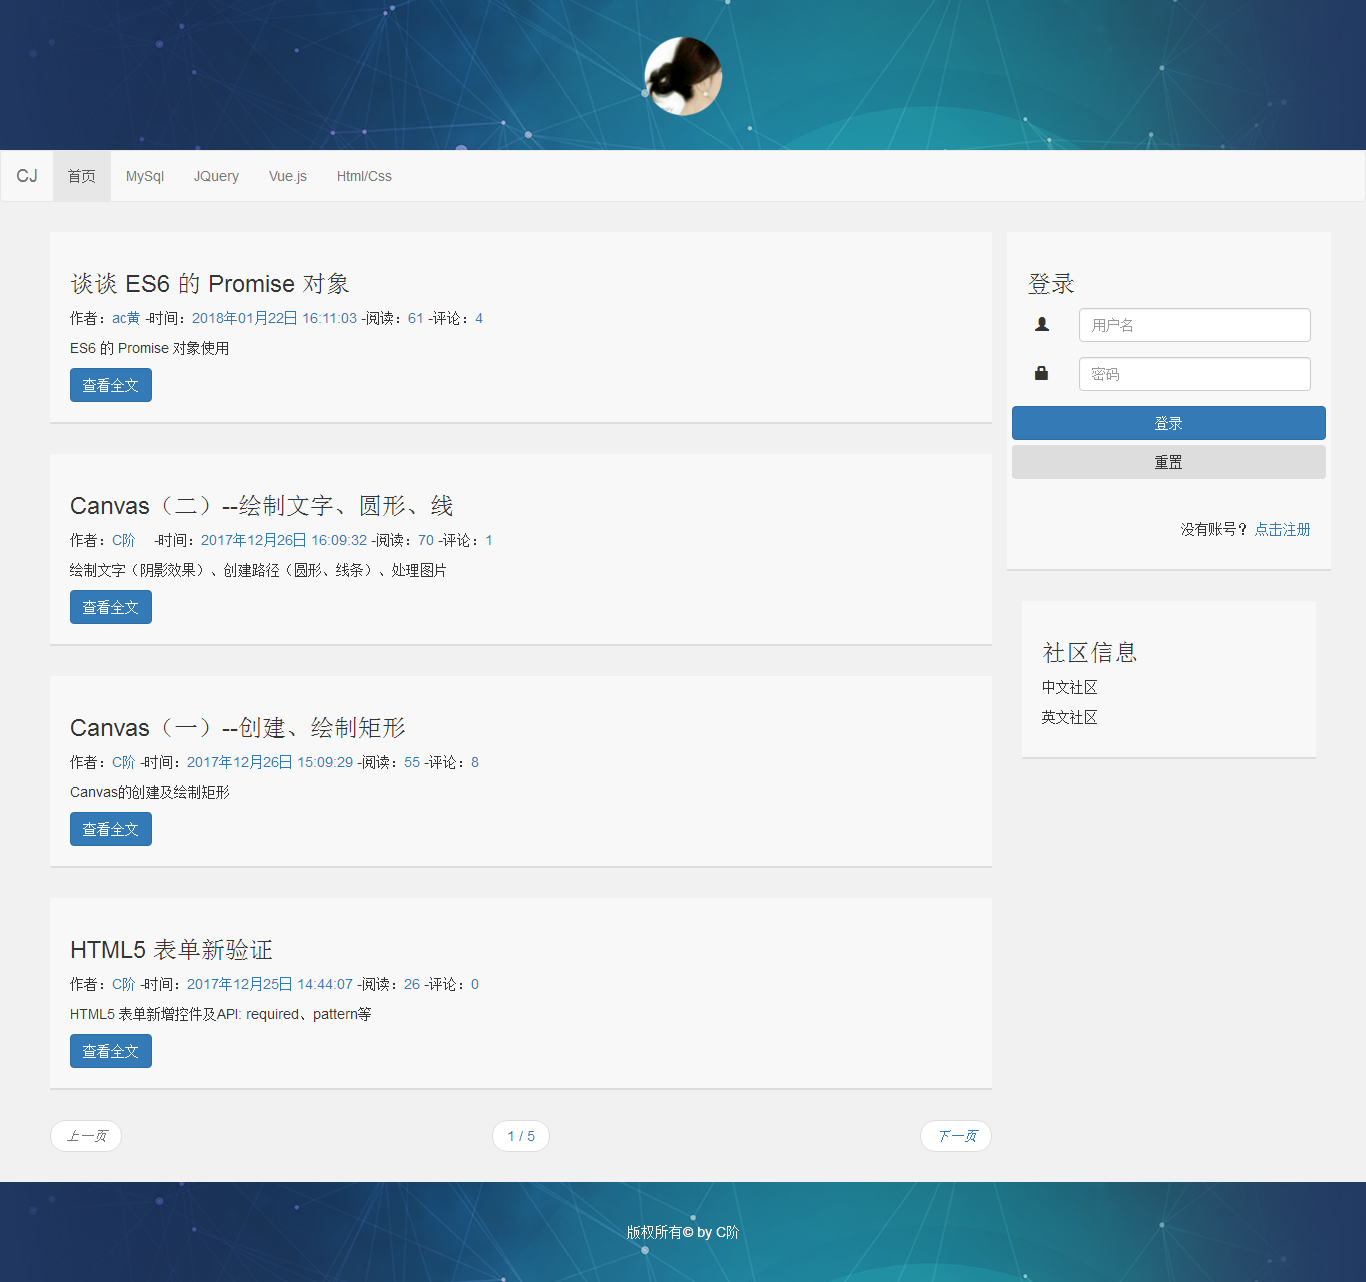 CJ 首页 MySql JQuery Vue.js Html/Css
谈谈 ES6 的 Promise 对象
作者：ac黄 -时间：2018年01月22日 16:11:03 -阅读：61 -评论：4
ES6 的 Promise 对象使用
查看全文
Canvas（二）--绘制文字、圆形、线
作者：C阶 -时间：2017年12月26日 16:09:32 -阅读：70 -评论：1
绘制文字（阴影效果）、创建路径（圆形、线条）、处理图片
查看全文
Canvas（一）--创建、绘制矩形
作者：C阶 -时间：2017年12月26日 15:09:29 -阅读：55 -评论：8
Canvas的创建及绘制矩形
查看全文
HTML5 表单新验证
作者：C阶 -时间：2017年12月25日 14:44:07 -阅读：26 -评论：0
HTML5 表单新增控件及API: required、pattern等
查看全文
上一页 1 / 5 下一页
登录
用户名
密码
登录
重置
没有账号？点击注册
社区信息
中文社区
英文社区
版权所有© by C阶